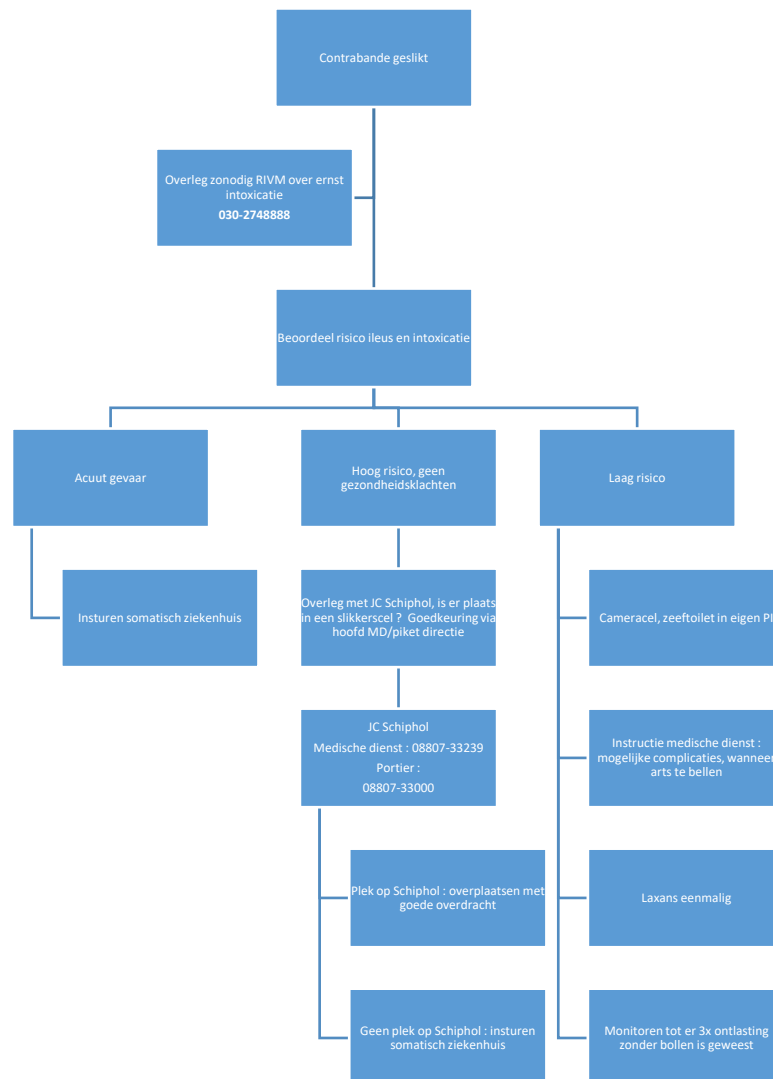 Contrabande geslikt
Overleg zonodig RIVM over ernst
intoxicatie
030-2748888
Beoordeel risico ileus en intoxicatie
Acuut gevaar
Hoog risico, geen
gezondheidsklachten
Laag risico
Insturen somatisch ziekenhuis
Overleg met JC Schiphol, is er plaats
in een slikkerscel ? Goedkeuring via
hoofd MD/piket directie
Cameracel, zeeftoilet in eigen PI
JC Schiphol
Medische dienst : 08807-33239
Portier :
08807-33000
Instructie medische dienst :
mogelijke complicaties, wanneer
arts te bellen
Plek op Schiphol : overplaatsen met
goede overdracht
Laxans eenmalig
Geen plek op Schiphol : insturen
somatisch ziekenhuis
Monitoren tot er 3x ontlasting
zonder bollen is geweest